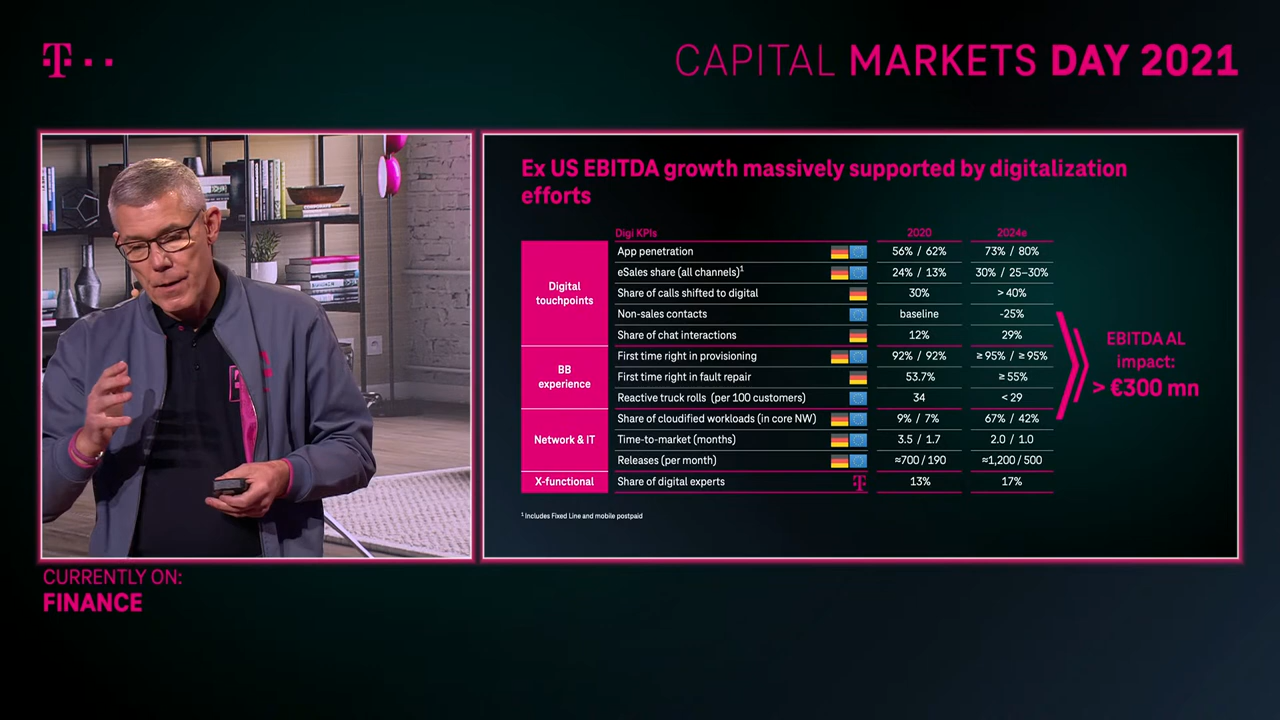 T
CAPITAL MARKETS DAY 2021
Ex US EBITDA growth massively supported by digitalization
efforts
Digi KPIs 2020 2024e
Digital
touchpoints
App penetration 56% / 62% 73% / 80%
eSales share (all channels)¹ 24% / 13% 30% / 25–30%
Share of calls shifted to digital 30% > 40%
Non-sales contacts baseline -25%
Share of chat interactions 12% 29%
BB
experience
First time right in provisioning 92% / 92% ≥ 95% / ≥ 95%
First time right in fault repair 53.7% ≥ 55%
Reactive truck rolls (per 100 customers) 34 < 29
Network & IT
Share of cloudified workloads (in core NW) 9% / 7% 67% / 42%
Time-to-market (months) 3.5 / 1.7 2.0 / 1.0
Releases (per month) ≈700 / 190 ≈1,200 / 500
X-functional
Share of digital experts T 13% 17%
EBITDA AL
impact:
> €300 mn
¹ Includes Fixed Line and mobile postpaid
CURRENTLY ON:
FINANCE